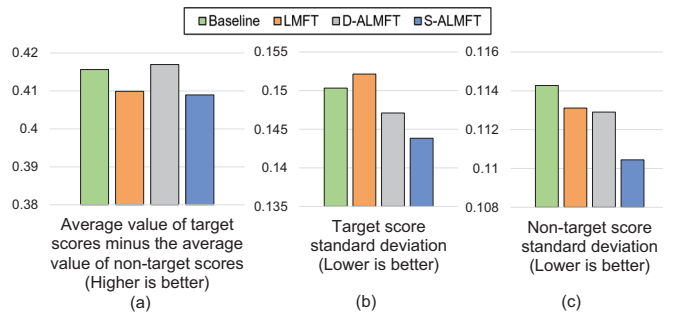 Baseline LMFT D-ALMFT S-ALMFT
0.42
0.41
0.4
0.39
0.38
Average value of target
scores minus the average
value of non-target scores
(Higher is better)
(a)
0.155
0.15
0.145
0.14
0.135
Target score
standard deviation
(Lower is better)
(b)
0.116
0.114
0.112
0.11
0.108
Non-target score
standard deviation
(Lower is better)
(c)